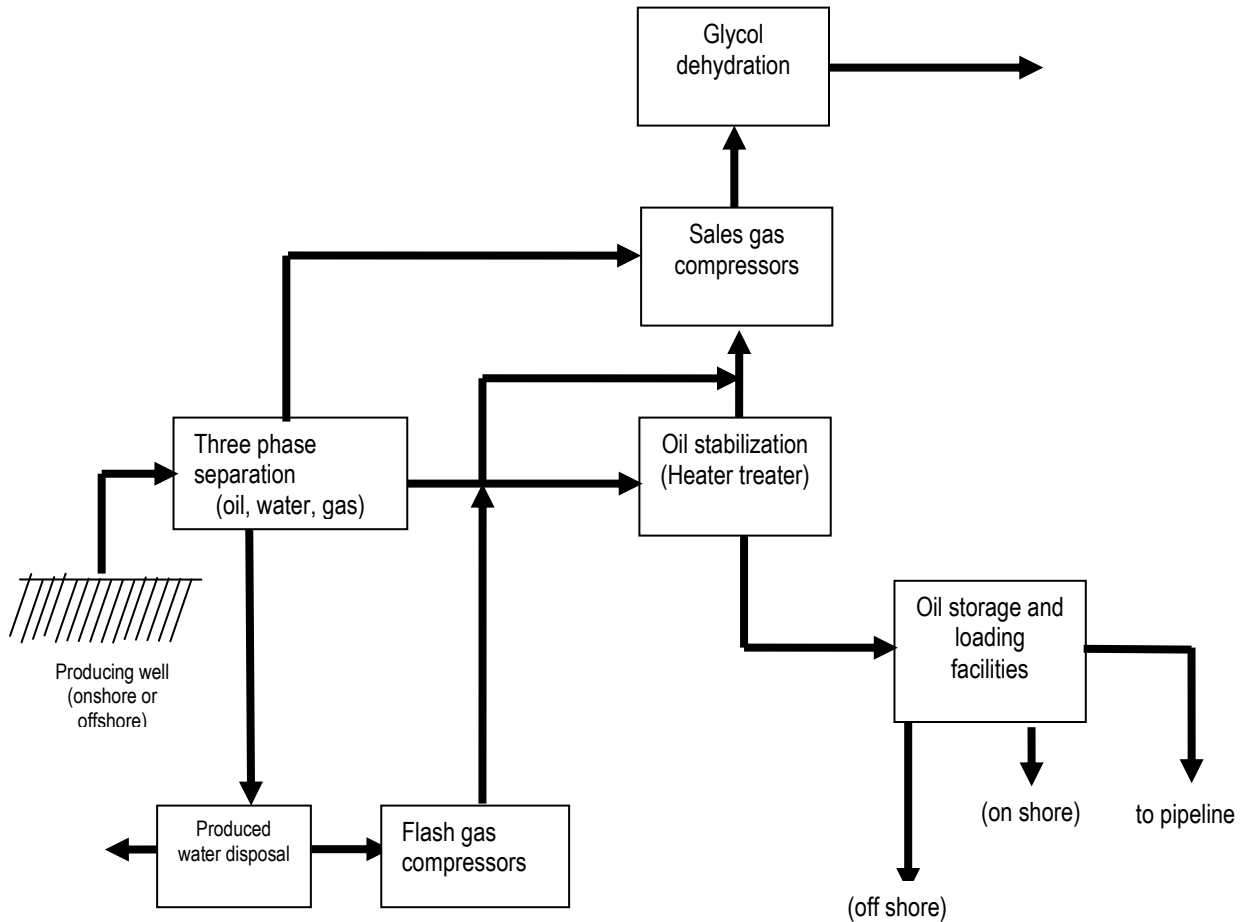 Glycol
dehydration
Sales gas
compressors
Three phase
separation
(oil, water, gas)
Oil stabilization
(Heater treater)
Producing well
(onshore or
offshore)
Oil storage and
loading
facilities
Produced
water disposal
Flash gas
compressors
(on shore)
to pipeline
(off shore)